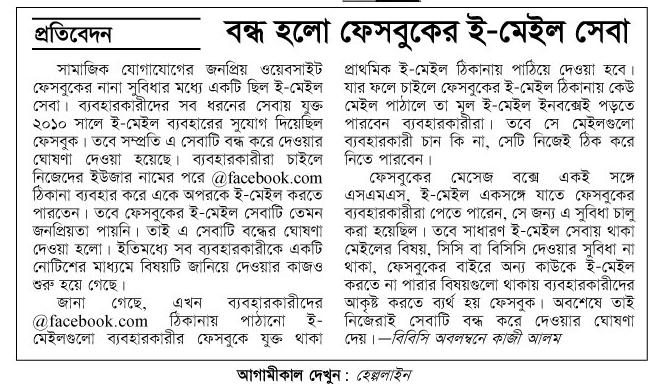 প্রতিবেদন
বন্ধ হলো ফেসবুকের ই-মেইল সেবা
সামাজিক যোগাযোগের জনপ্রিয় ওয়েবসাইট
ফেসবুকের নানা সুবিধার মধ্যে একটি ছিল ই-মেইল
সেবা। ব্যবহারকারীদের সব ধরনের সেবায় যুক্ত
২০১০ সালে ই-মেইল ব্যবহারের সুযোগ দিয়েছিল
ফেসবুক। তবে সম্প্রতি এ সেবাটি বন্ধ করে দেওয়ার
ঘোষণা দেওয়া হয়েছে। ব্যবহারকারীরা চাইলে
নিজেদের ইউজার নামের পরে @facebook.com
ঠিকানা ব্যবহার করে একে অপরকে ই-মেইল করতে
পারতেন। তবে ফেসবুকের ই-মেইল সেবাটি তেমন
জনপ্রিয়তা পায়নি। তাই এ সেবাটি বন্ধের ঘোষণা
দেওয়া হলো। ইতিমধ্যে সব ব্যবহারকারীকে একটি
নোটিশের মাধ্যমে বিষয়টি জানিয়ে দেওয়ার কাজও
শুরু হয়ে গেছে।
জানা গেছে, এখন ব্যবহারকারীদের
@facebook.com ঠিকানায় পাঠানো ই-
মেইলগুলো ব্যবহারকারীর ফেসবুকে যুক্ত থাকা
প্রাথমিক ই-মেইল ঠিকানায় পাঠিয়ে দেওয়া হবে।
যার ফলে চাইলে ফেসবুকের ই-মেইল ঠিকানায় কেউ
মেইল পাঠালে তা মূল ই-মেইল ইনবক্সেই পড়তে
পারবেন ব্যবহারকারীরা। তবে সে মেইলগুলো
ব্যবহারকারী চান কি না, সেটি নিজেই ঠিক করে
নিতে পারবেন।
ফেসবুকের মেসেজ বক্সে একই সঙ্গে
এসএমএস, ই-মেইল একসঙ্গে যাতে ফেসবুকের
ব্যবহারকারীরা পেতে পারেন, সে জন্য এ সুবিধা চালু
করা হয়েছিল। তবে সাধারণ ই-মেইল সেবায় থাকা
মেইলের বিষয়, সিসি বা বিসিসি দেওয়ার সুবিধা না
থাকা, ফেসবুকের বাইরে অন্য কাউকে ই-মেইল
করতে না পারার বিষয়গুলো থাকায় ব্যবহারকারীদের
আকৃষ্ট করতে ব্যর্থ হয় ফেসবুক। অবশেষে তাই
নিজেরাই সেবাটি বন্ধ করে দেওয়ার ঘোষণা
দেয়।—বিবিসি অবলম্বনে কাজী আলম
আগামীকাল দেখুন : হেল্পলাইন